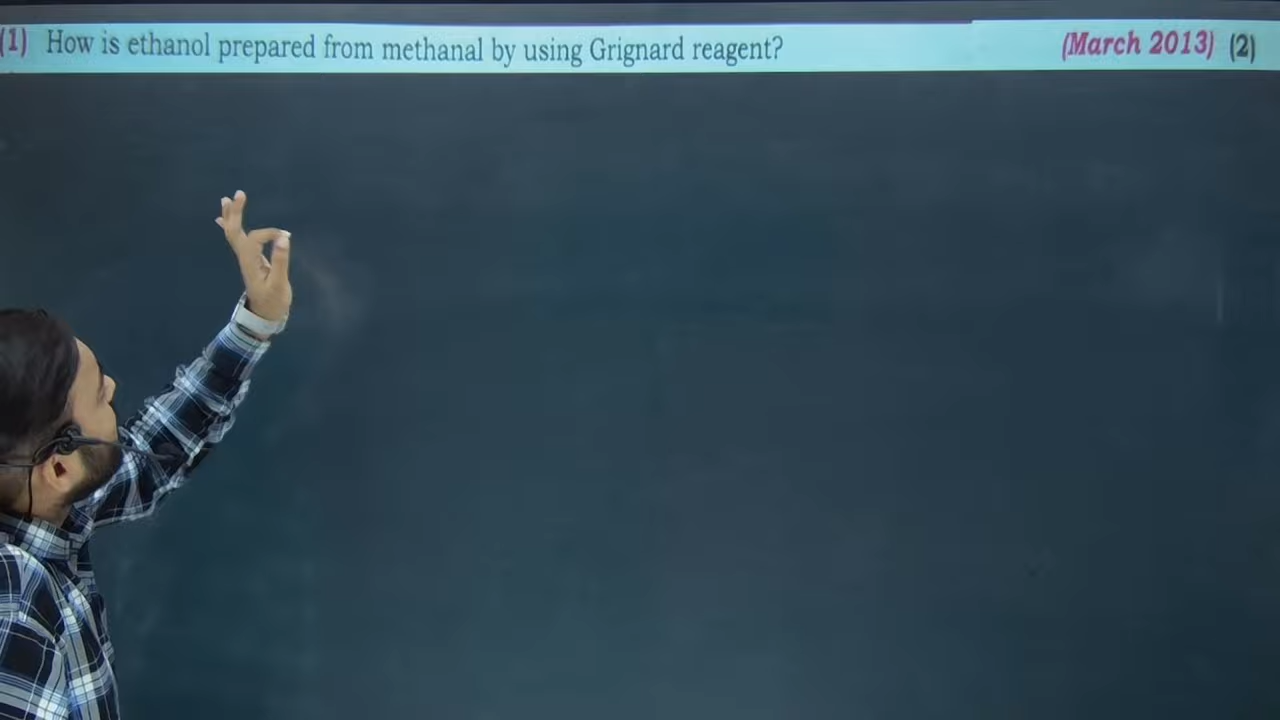 (1) How is ethanol prepared from methanal by using Grignard reagent? (March 2013) (2)